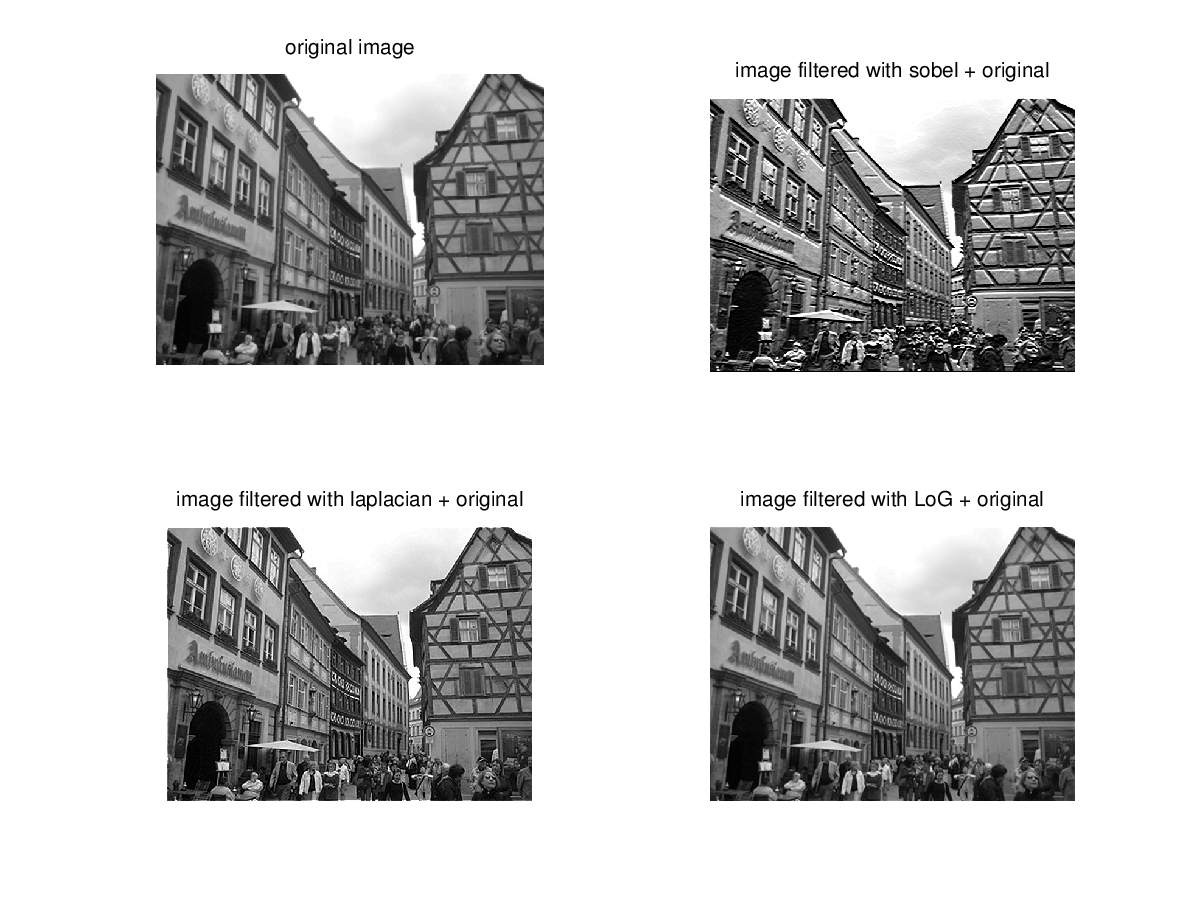 original image
image filtered with sobel + original
image filtered with laplacian + original
image filtered with LoG + original